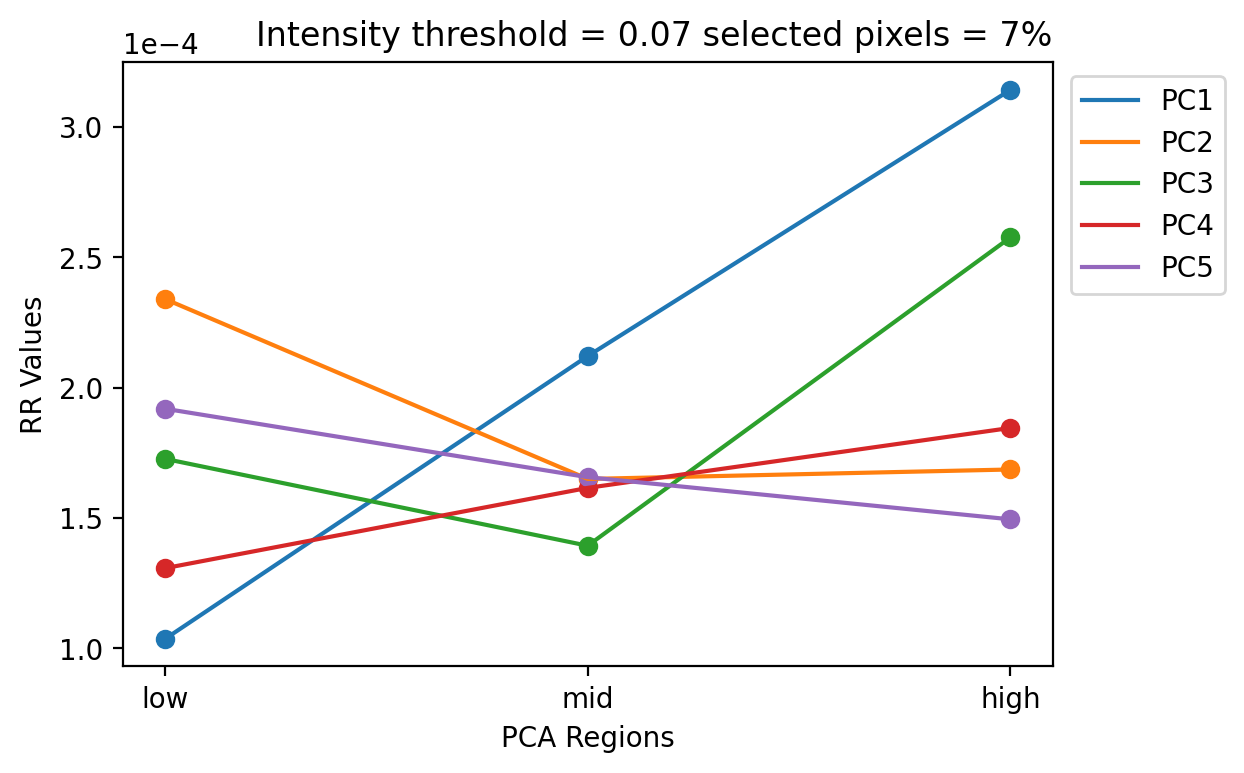 Intensity threshold = 0.07 selected pixels = 7%
1e−4
3.0
2.5
2.0
1.5
1.0
RR Values
low mid high
PCA Regions
PC1
PC2
PC3
PC4
PC5